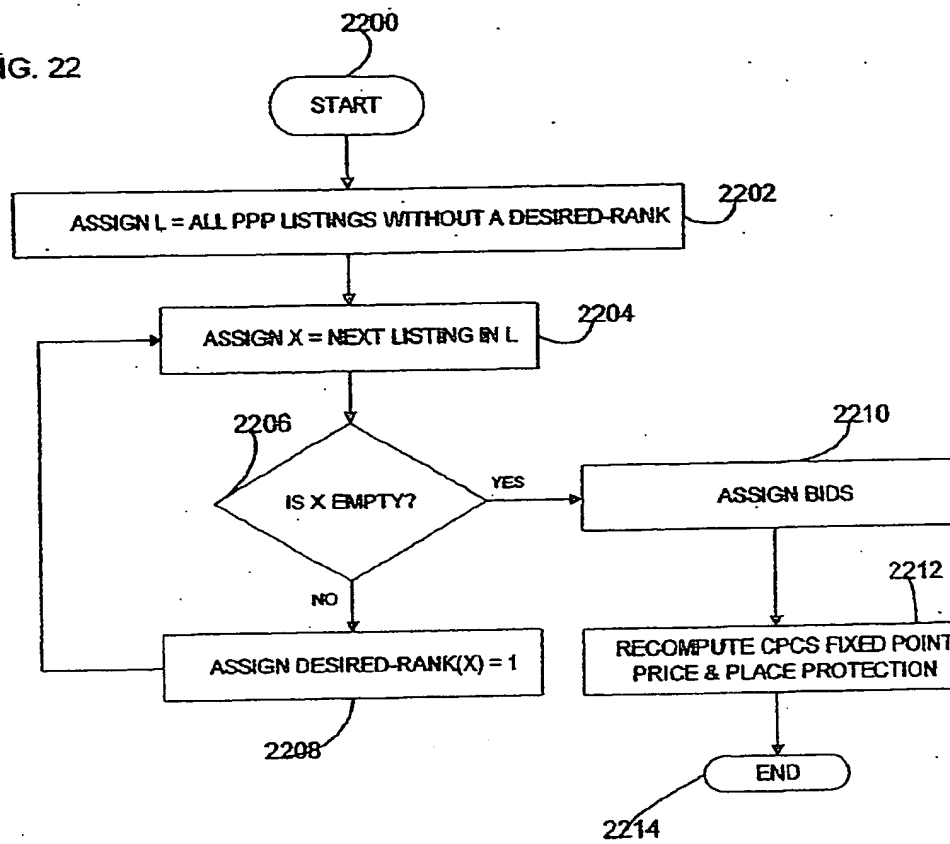 2200
IG. 22
START
2202
ASSIGN L = ALL PPP LISTINGS WITHOUT A DESIRED-RANK
2204
ASSIGN X = NEXT LISTING IN L
2206
IS X EMPTY?
YES
2210
ASSIGN BIDS
NO
2212
ASSIGN DESIRED-RANK(X) = 1
RECOMPUTE CPCS FIXED POINT
PRICE & PLACE PROTECTION
2208
END
2214